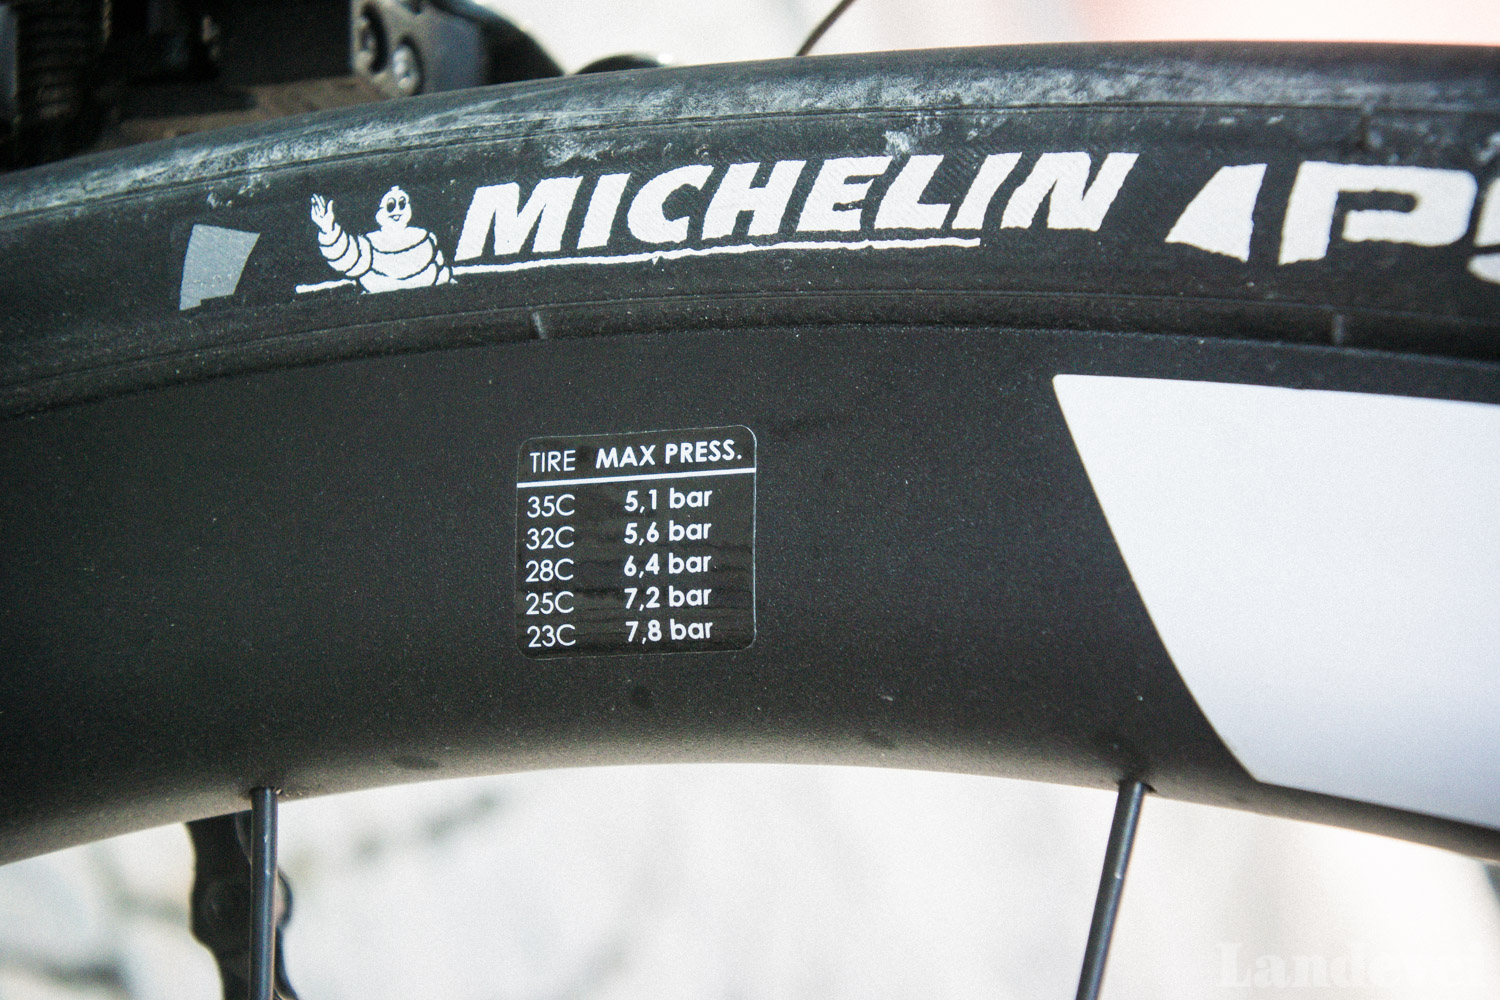 MICHELIN
TIRE MAX PRESS.
35C 5,1 bar
32C 5,6 bar
28C 6,4 bar
25C 7,2 bar
23C 7,8 bar